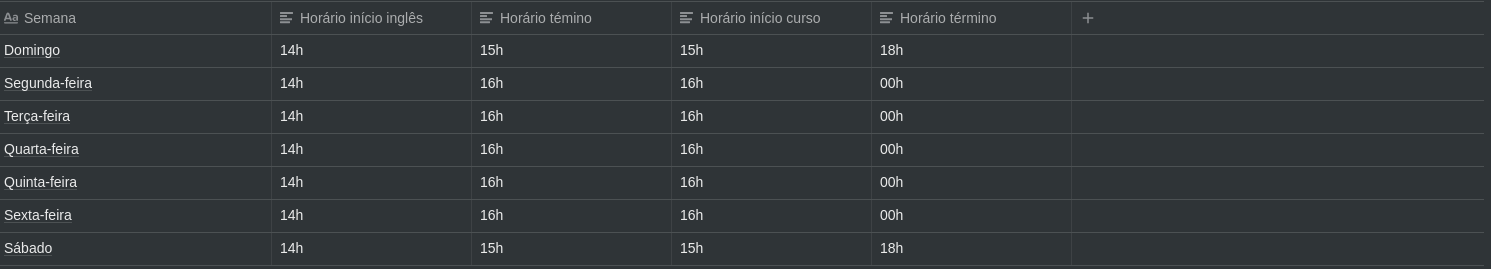 Aa Semana Horário início inglês Horário témino Horário início curso Horário término +
Domingo 14h 15h 15h 18h
Segunda-feira 14h 16h 16h 00h
Terça-feira 14h 16h 16h 00h
Quarta-feira 14h 16h 16h 00h
Quinta-feira 14h 16h 16h 00h
Sexta-feira 14h 16h 16h 00h
Sábado 14h 15h 15h 18h